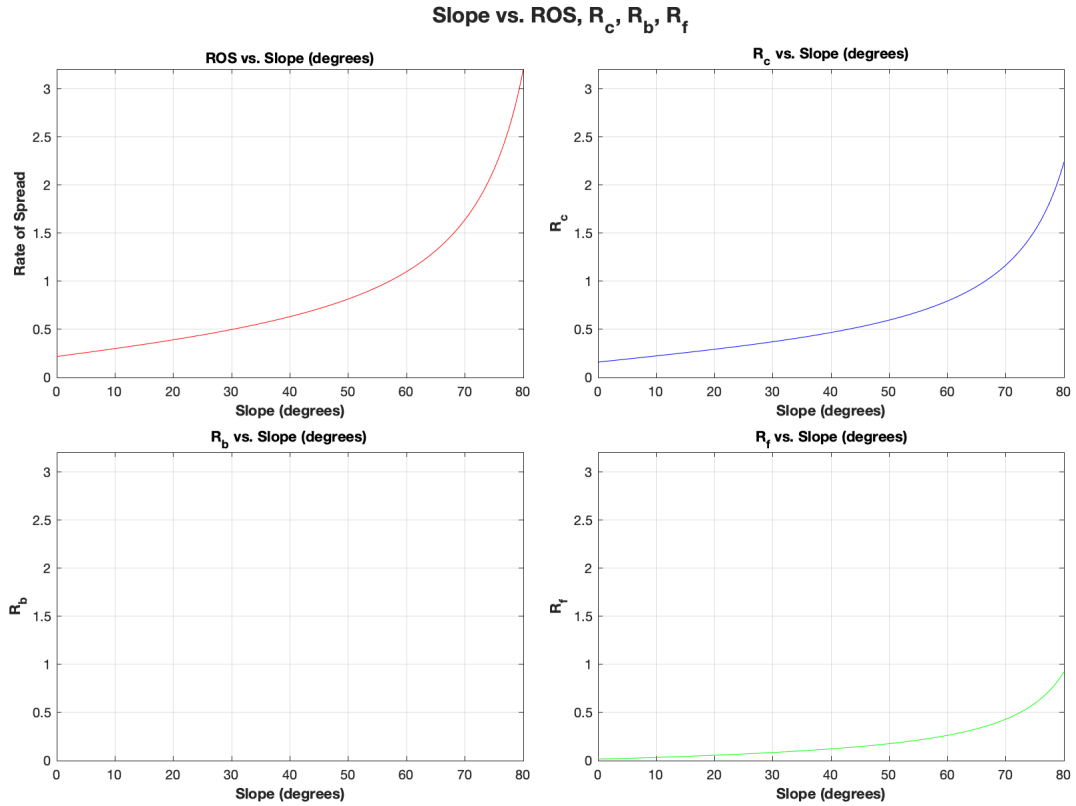 Slope vs. ROS, R_c, R_b, R_f
ROS vs. Slope (degrees)
Rate of Spread
3
2.5
2
1.5
1
0.5
0
0 10 20 30 40 50 60 70 80
Slope (degrees)
R_c vs. Slope (degrees)
R_c
3
2.5
2
1.5
1
0.5
0
0 10 20 30 40 50 60 70 80
Slope (degrees)
R_b vs. Slope (degrees)
R_b
3
2.5
2
1.5
1
0.5
0
0 10 20 30 40 50 60 70 80
Slope (degrees)
R_f vs. Slope (degrees)
R_f
3
2.5
2
1.5
1
0.5
0
0 10 20 30 40 50 60 70 80
Slope (degrees)